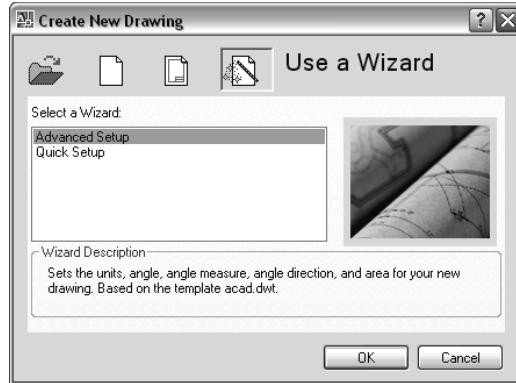 Create New Drawing
Use a Wizard
Select a Wizard:
Advanced Setup
Quick Setup
Wizard Description
Sets the units, angle, angle measure, angle direction, and area for your new
drawing. Based on the template acad.dwt.
OK
Cancel